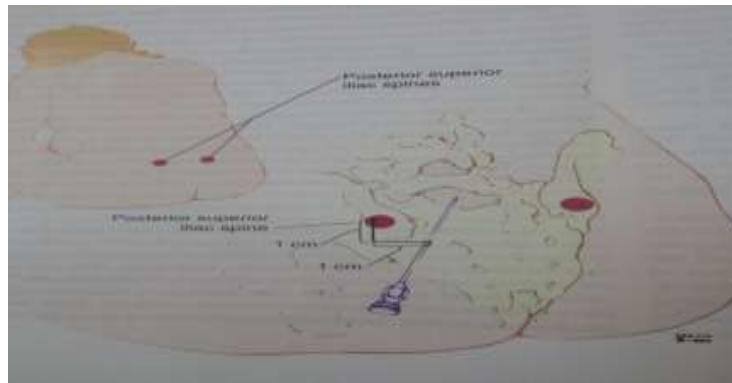 Posterior superior
iliac spines
Posterior superior
iliac spine
1 cm
1 cm